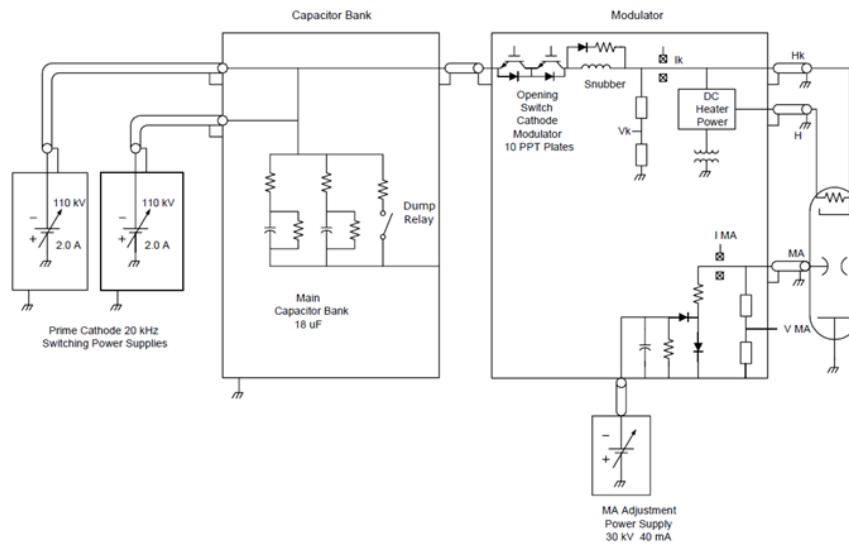 Capacitor Bank
Modulator
Ik
Hk
Snubber
Opening
Switch
Cathode
Modulator
10 PPT Plates
DC
Heater
Power
H
Vk
110 kV
110 kV
−
−
+
+
2.0 A
2.0 A
Dump
Relay
I MA
MA
Main
Capacitor Bank
18 uF
Prime Cathode 20 kHz
Switching Power Supplies
V MA
−
+
MA Adjustment
Power Supply
30 kV 40 mA